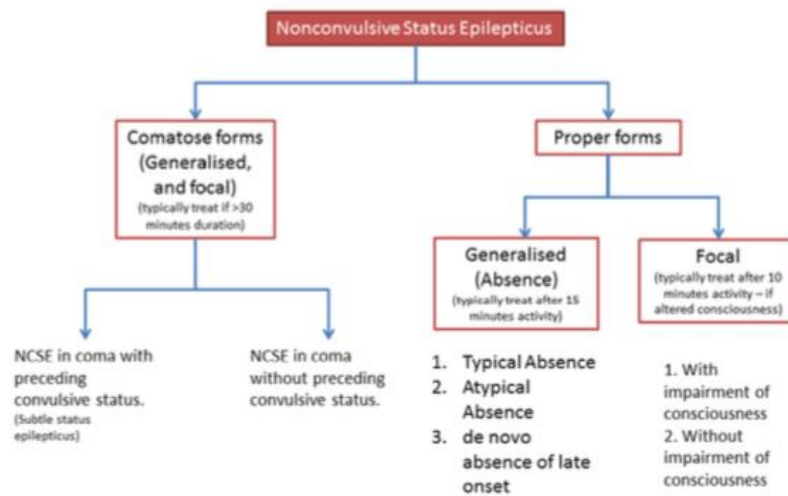 Nonconvulsive Status Epilepticus
Comatose forms
(Generalised,
and focal)
(typically treat if >30
minutes duration)
Proper forms
Generalised
(Absence)
(typically treat after 15
minutes activity)
Focal
(typically treat after 10
minutes activity – if
altered consciousness)
NCSE in coma with
preceding
convulsive status.
(Subtle status
epilepticus)
NCSE in coma
without preceding
convulsive status.
1. Typical Absence
2. Atypical
Absence
3. de novo
absence of late
onset
1. With
impairment of
consciousness
2. Without
impairment of
consciousness